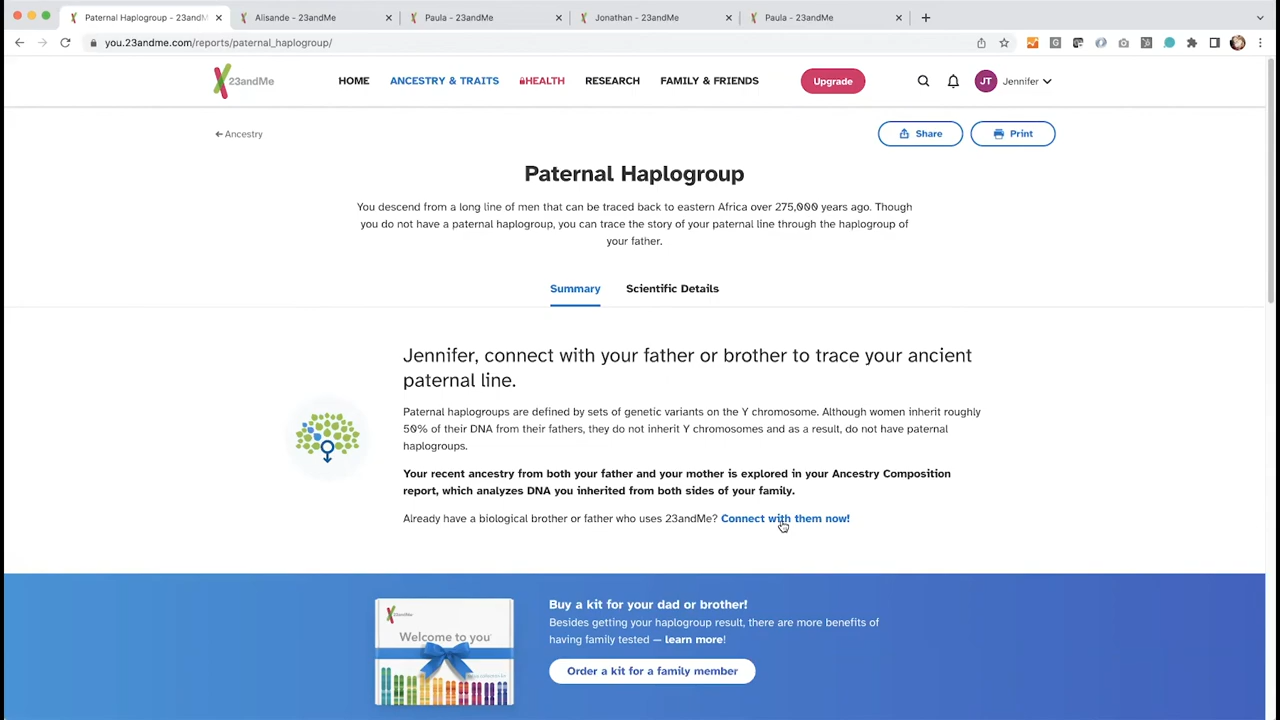 Paternal Haplogroup - 23andM
Alisande - 23andMe
Paula - 23andMe
Jonathan - 23andMe
Paula - 23andMe
you.23andme.com/reports/paternal_haplogroup/
23andMe
HOME
ANCESTRY & TRAITS
HEALTH
RESEARCH
FAMILY & FRIENDS
Upgrade
JT
Jennifer
Ancestry
Share
Print
Paternal Haplogroup
You descend from a long line of men that can be traced back to eastern Africa over 275,000 years ago. Though
you do not have a paternal haplogroup, you can trace the story of your paternal line through the haplogroup of
your father.
Summary
Scientific Details
Jennifer, connect with your father or brother to trace your ancient
paternal line.
Paternal haplogroups are defined by sets of genetic variants on the Y chromosome. Although women inherit roughly
50% of their DNA from their fathers, they do not inherit Y chromosomes and as a result, do not have paternal
haplogroups.
Your recent ancestry from both your father and your mother is explored in your Ancestry Composition
report, which analyzes DNA you inherited from both sides of your family.
Already have a biological brother or father who uses 23andMe? Connect with them now!
23andMe
Welcome to you
Buy a kit for your dad or brother!
Besides getting your haplogroup result, there are more benefits of
having family tested — learn more!
Order a kit for a family member